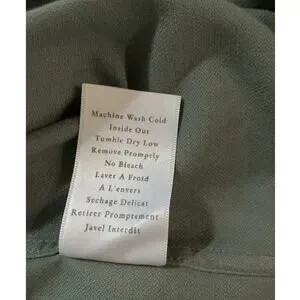 Machine Wash Cold
Inside Out
Tumble Dry Low
Remove Promptly
No Bleach
Laver A Froid
A L'envers
Sechage Delicat
Retirer Promptement
Javel Interdit